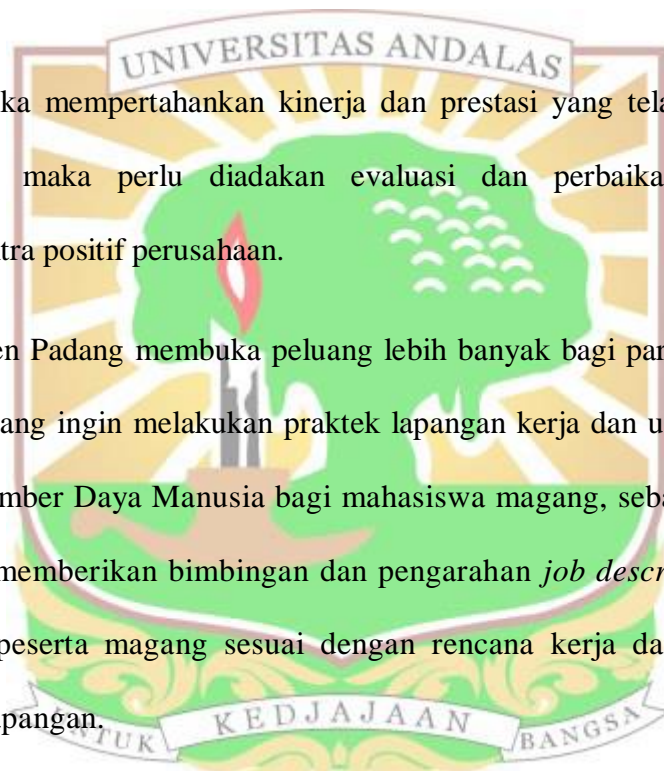 UNIVERSITAS ANDALAS
ka mempertahankan kinerja dan prestasi yang tela
maka perlu diadakan evaluasi dan perbaika
tra positif perusahaan.
en Padang membuka peluang lebih banyak bagi par
ang ingin melakukan praktek lapangan kerja dan u
mber Daya Manusia bagi mahasiswa magang, seba
memberikan bimbingan dan pengarahan job descr
peserta magang sesuai dengan rencana kerja da
apangan.
UNTUK KEDJAJAAN BANGSA